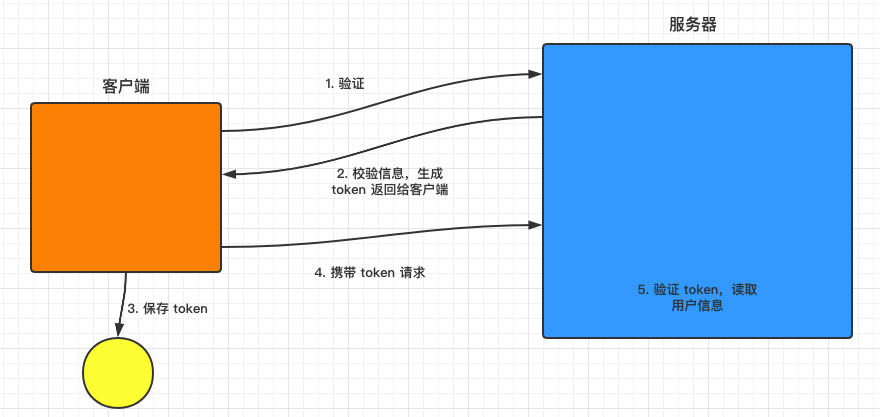 服务器
客户端
1. 验证
2. 校验信息，生成
token 返回给客户端
4. 携带 token 请求
5. 验证 token，读取
用户信息
3. 保存 token